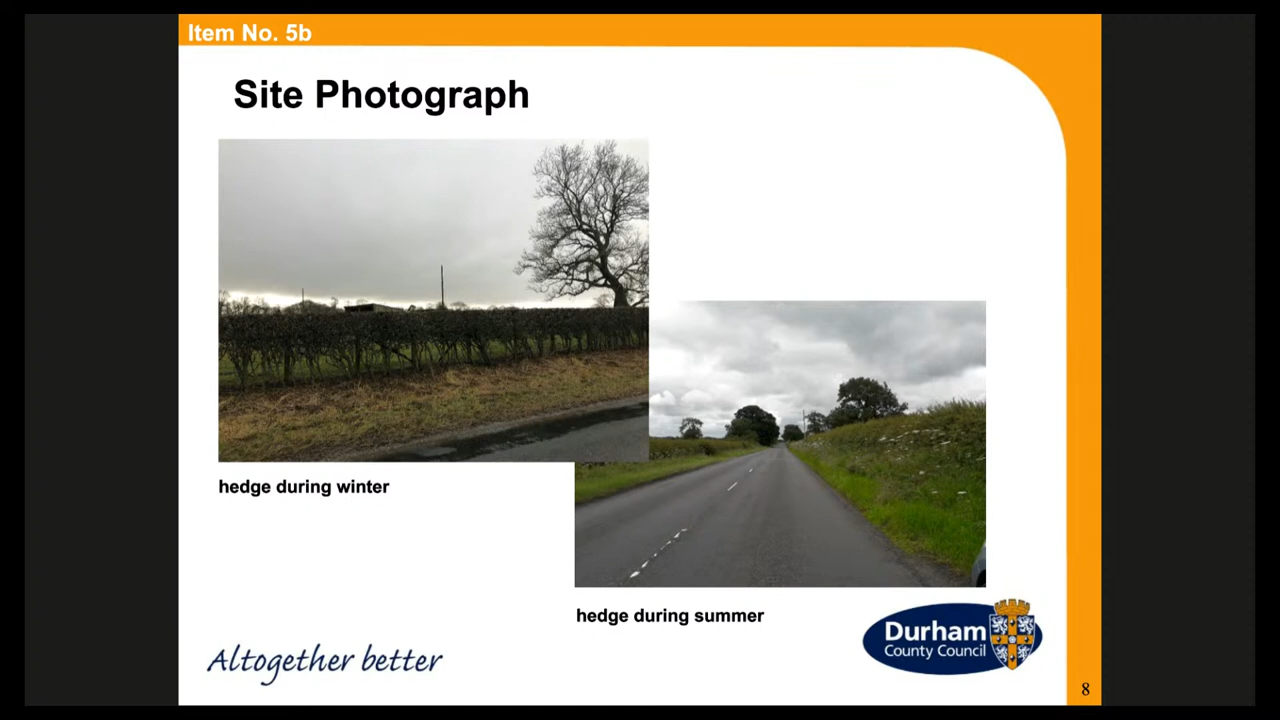 Item No. 5b
Site Photograph
hedge during winter
hedge during summer
Altogether better
Durham
County Council
8